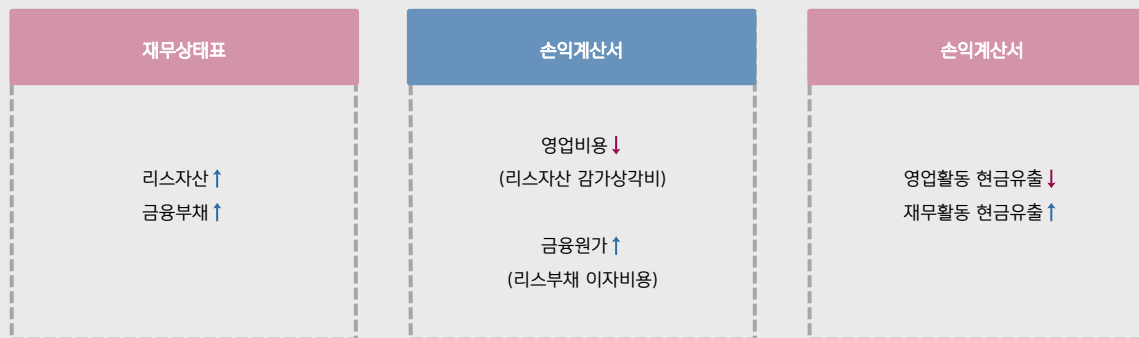 재무상태표
리스자산↑
금융부채↑
손익계산서
영업비용↓
(리스자산 감가상각비)
금융원가↑
(리스부채 이자비용)
손익계산서
영업활동 현금유출↓
재무활동 현금유출↑